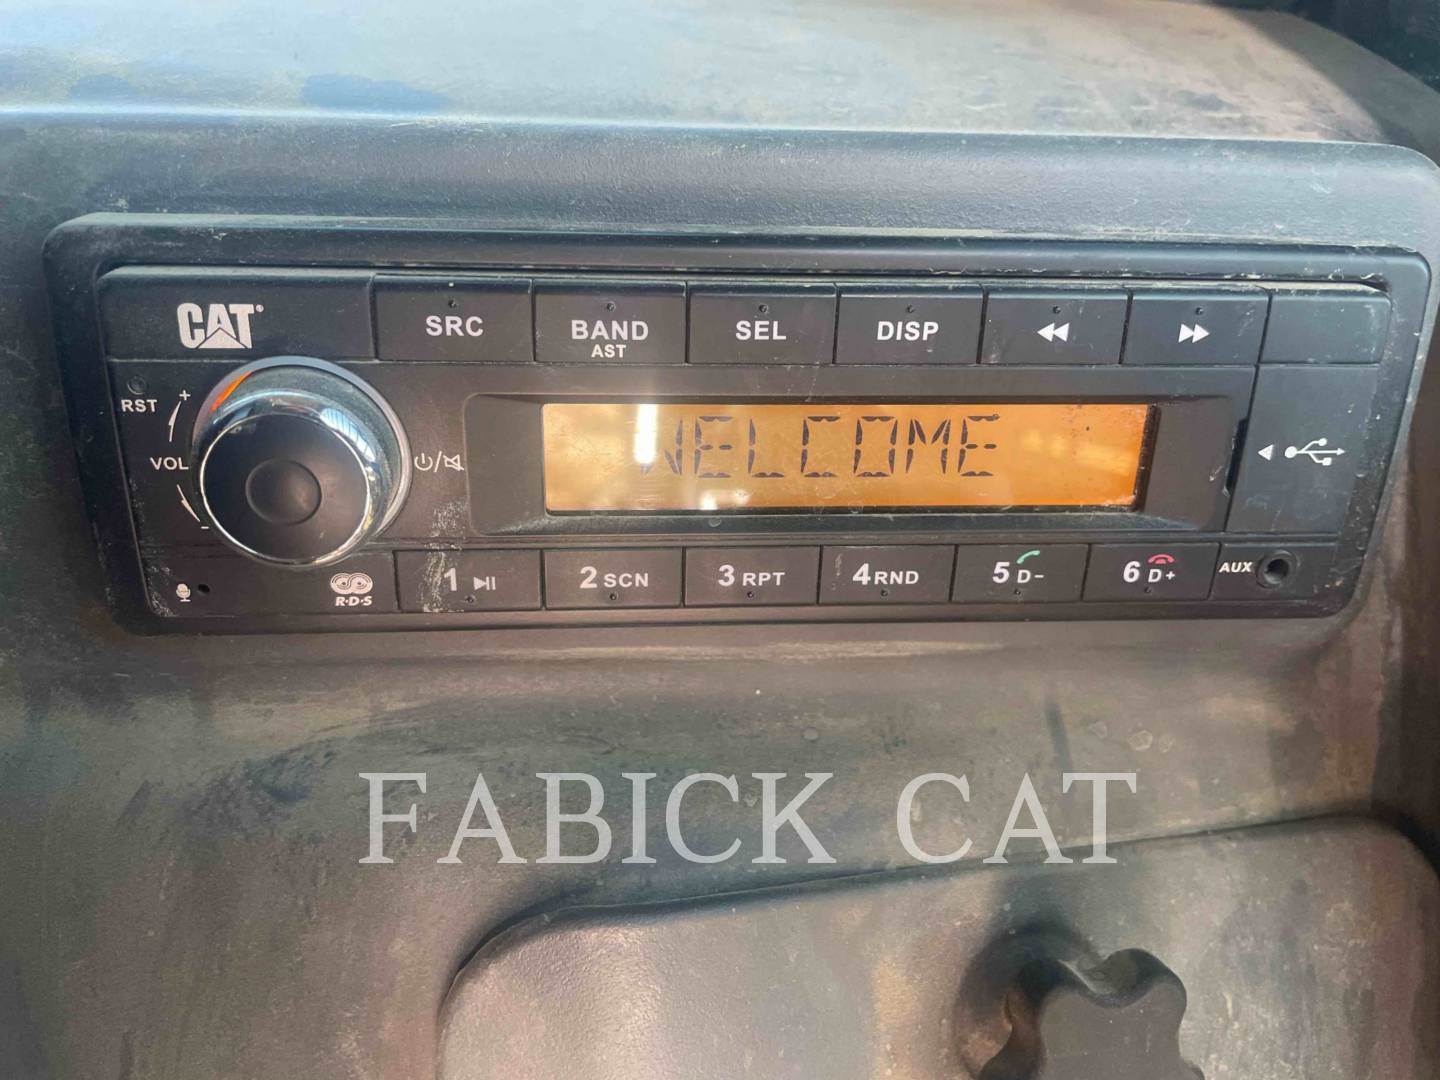 CAT®
SRC
BAND
AST
SEL
DISP
RST
+
VOL
-
WELCOME
R·D·S
1
2 SCN
3 RPT
4 RND
5 D-
6 D+
AUX
FABICK CAT